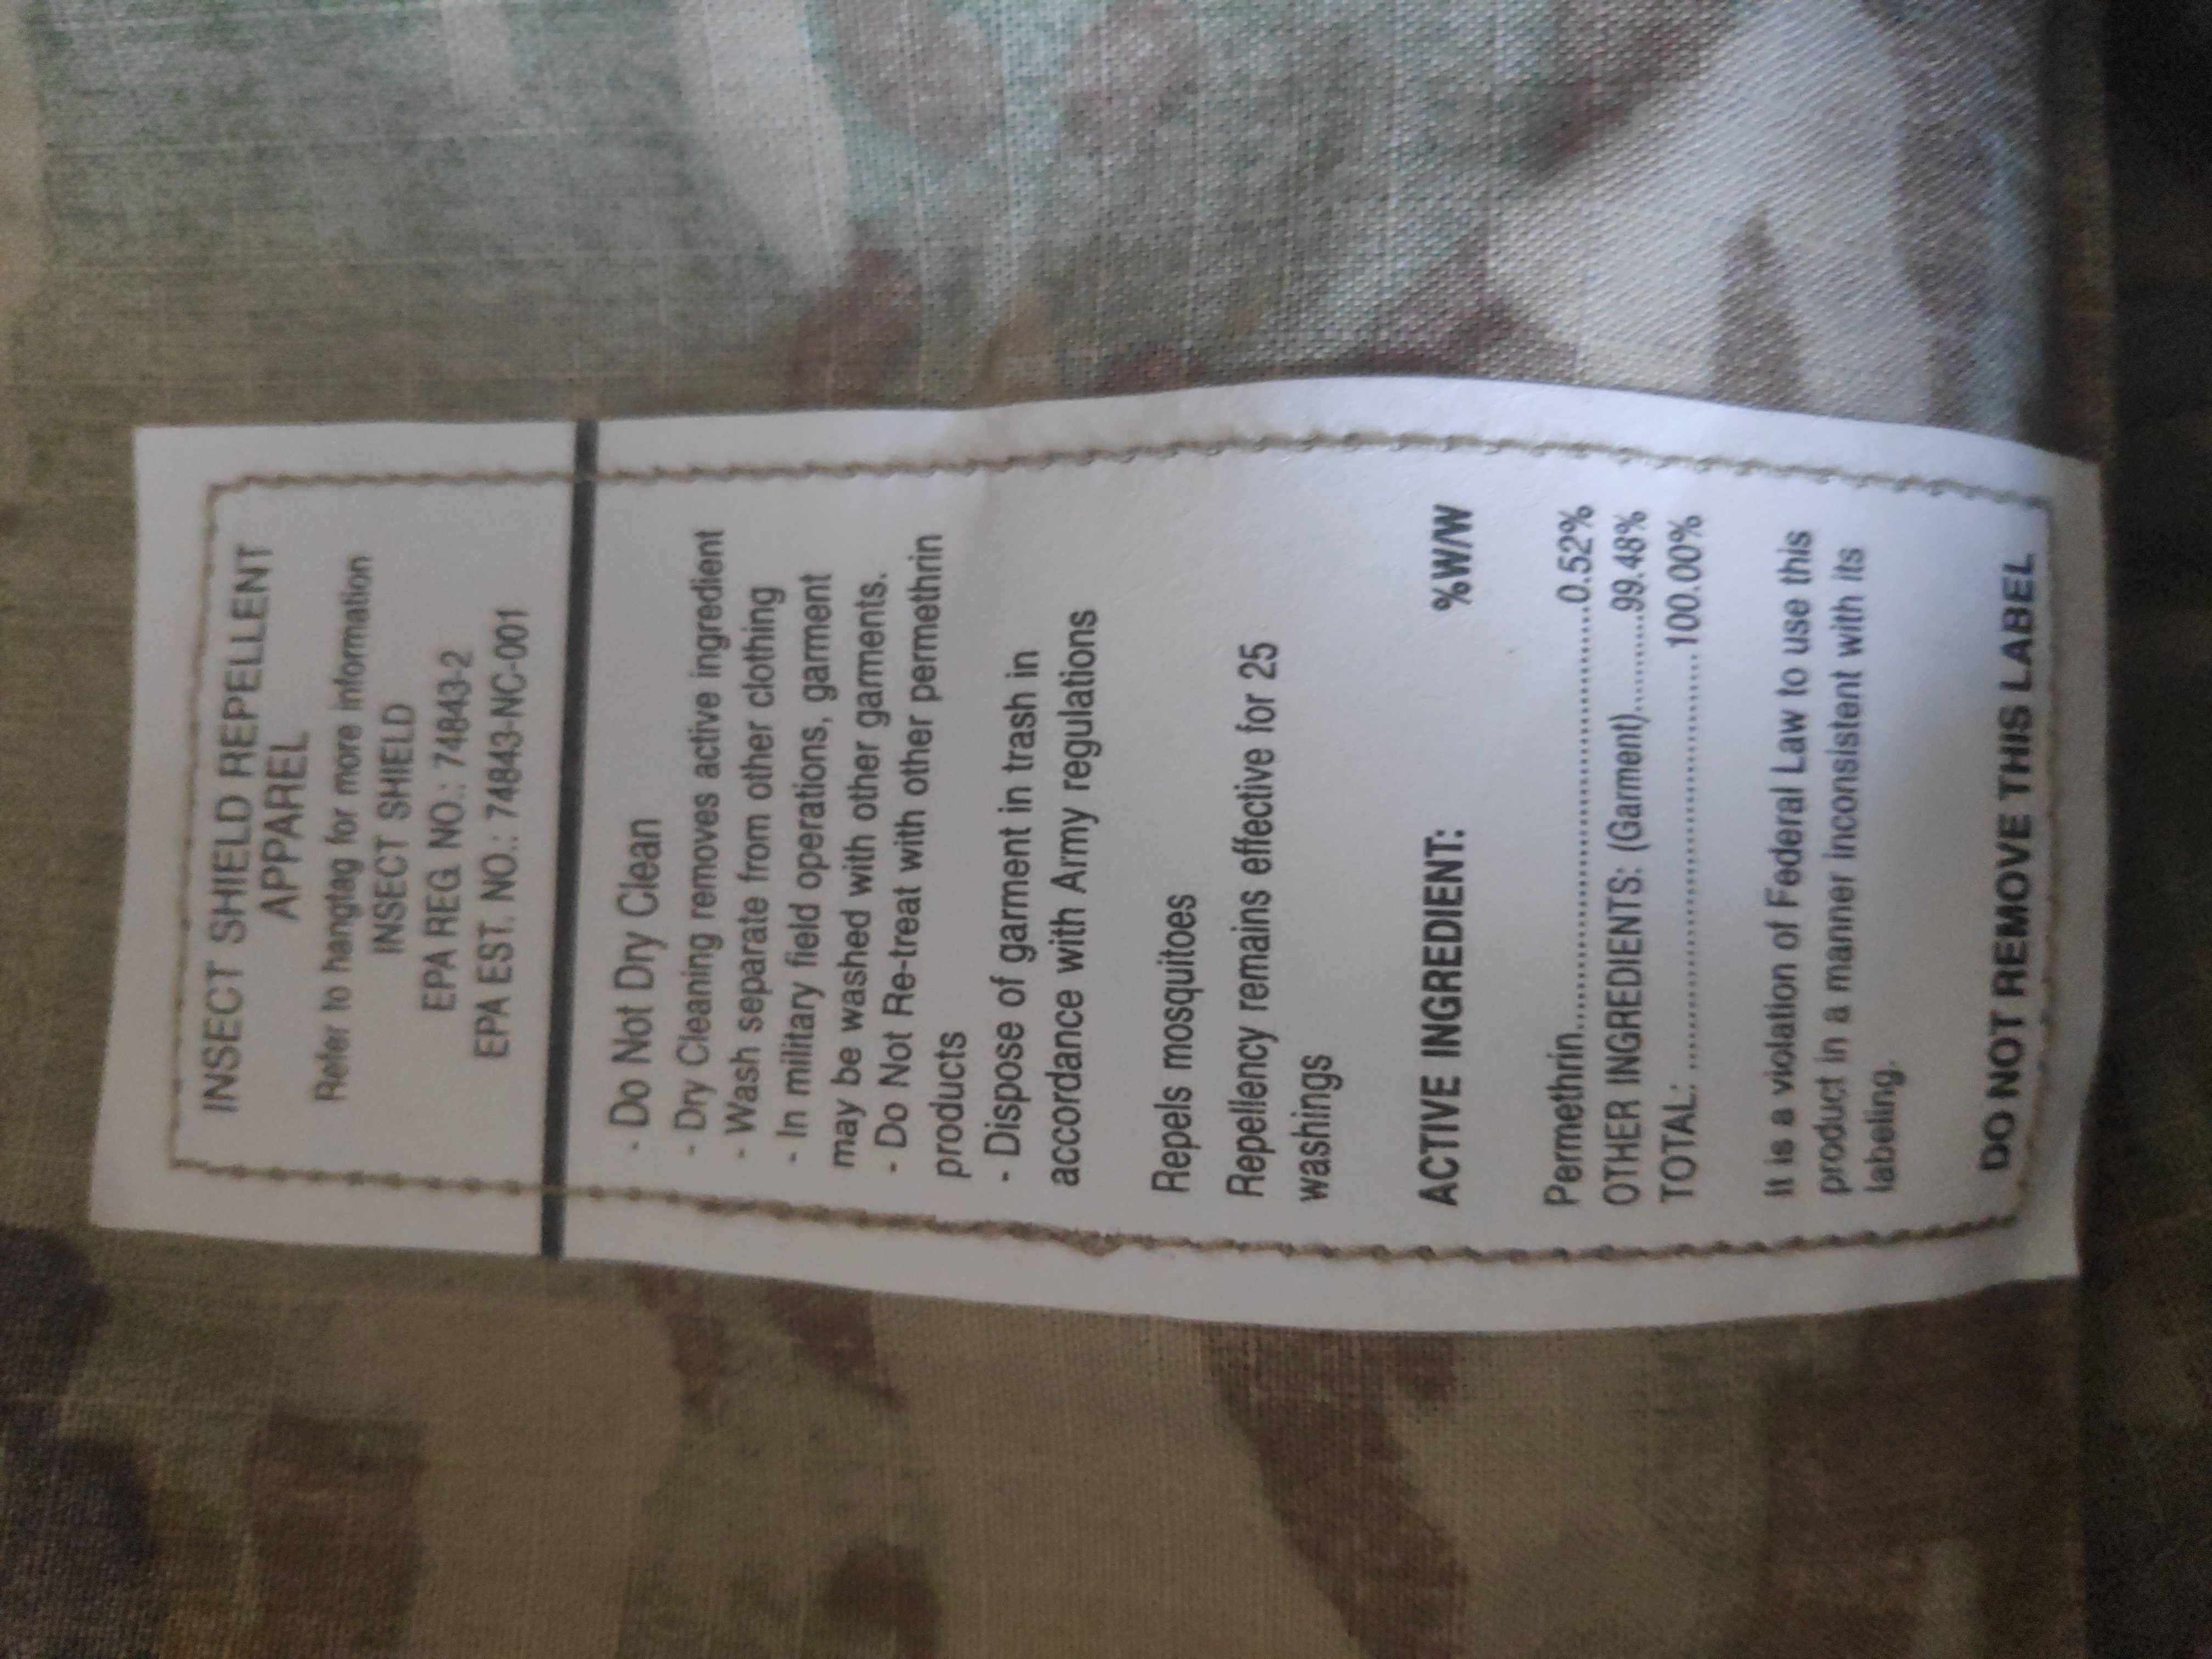 INSECT SHIELD REPELLENT
APPAREL
Refer to hangtag for more information
INSECT SHIELD
EPA REG. NO.: 74843-2
EPA EST. NO.: 74843-NC-001
- Do Not Dry Clean
- Dry Cleaning removes active ingredient
- Wash separate from other clothing
- In military field operations, garment
may be washed with other garments.
- Do Not Re-treat with other permethrin
products
- Dispose of garment in trash in
accordance with Army regulations
Repels mosquitoes
Repellency remains effective for 25
washings
ACTIVE INGREDIENT: %W/W
Permethrin..............................0.52%
OTHER INGREDIENTS: (Garment)........99.48%
TOTAL: ..............................100.00%
It is a violation of Federal Law to use this
product in a manner inconsistent with its
labeling.
DO NOT REMOVE THIS LABEL